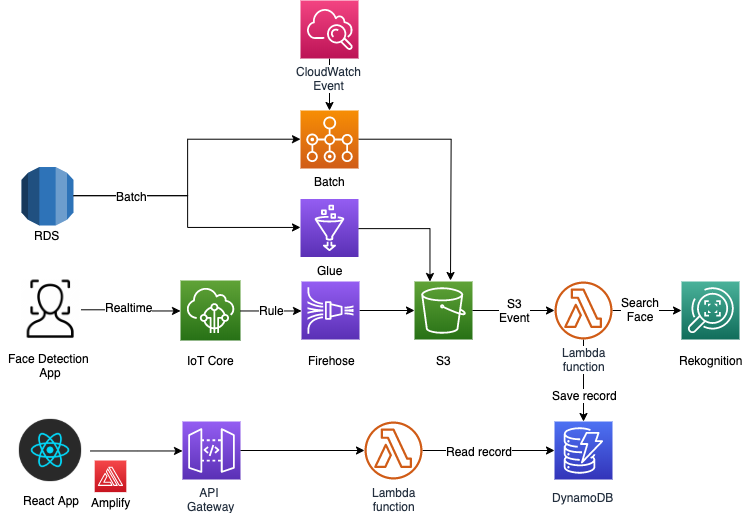 CloudWatch
Event
Batch
Batch
RDS
Glue
Realtime
Rule
S3
Event
Search
Face
Face Detection
App
IoT Core
Firehose
S3
Lambda
function
Rekognition
Save record
Read record
React App
Amplify
API
Gateway
Lambda
function
DynamoDB